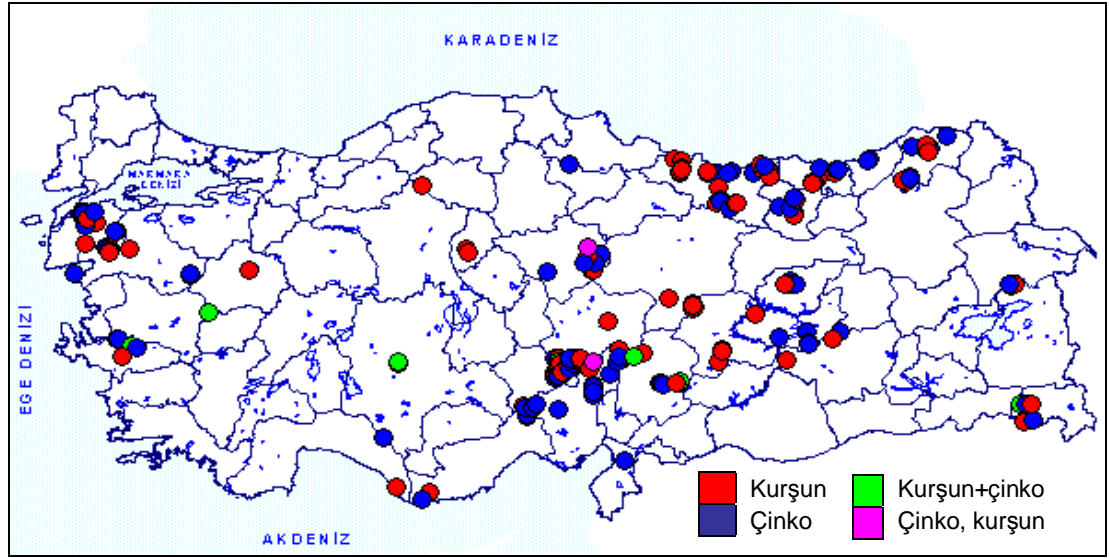 KARADENİZ
MARMARA
DENİZİ
EGE DENİZİ
AKDENİZ
Kurşun
Kurşun+çinko
Çinko
Çinko, kurşun